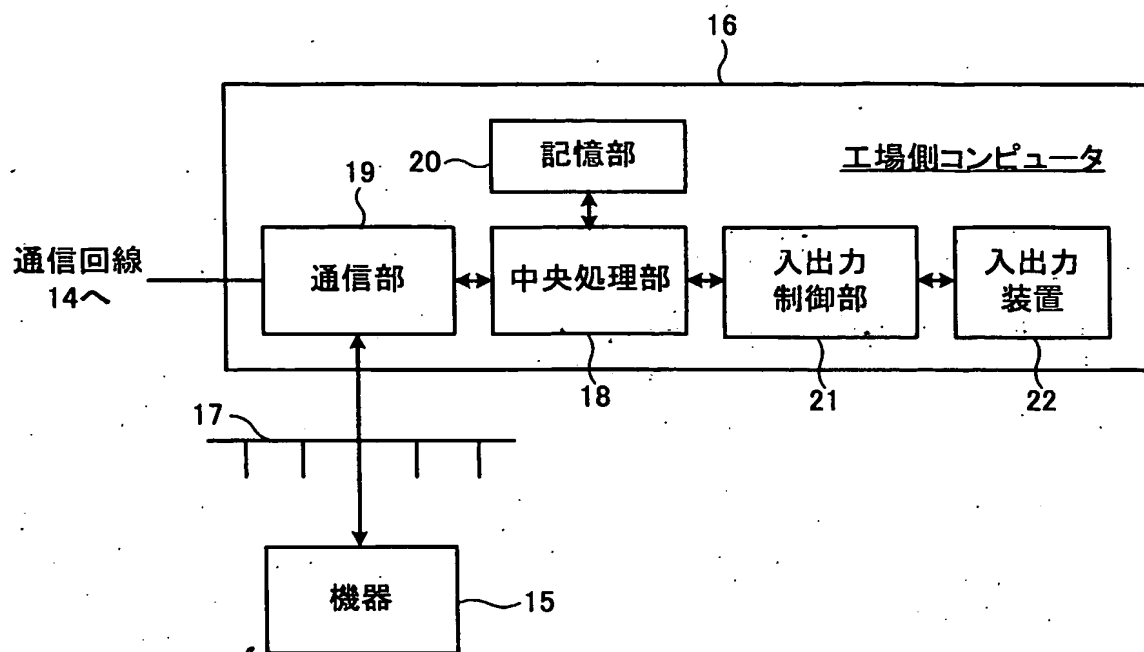 16
記憶部
20
工場側コンピュータ
19
通信回線
14へ
通信部
中央処理部
入出力
制御部
入出力
装置
18
21
22
17
機器
15